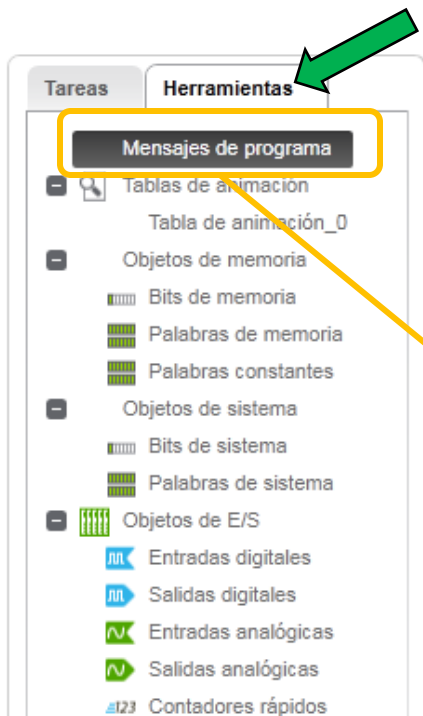 Tareas Herramientas
Mensajes de programa
Tablas de animación
Tabla de animación_0
Objetos de memoria
Bits de memoria
Palabras de memoria
Palabras constantes
Objetos de sistema
Bits de sistema
Palabras de sistema
Objetos de E/S
Entradas digitales
Salidas digitales
Entradas analógicas
Salidas analógicas
123 Contadores rápidos